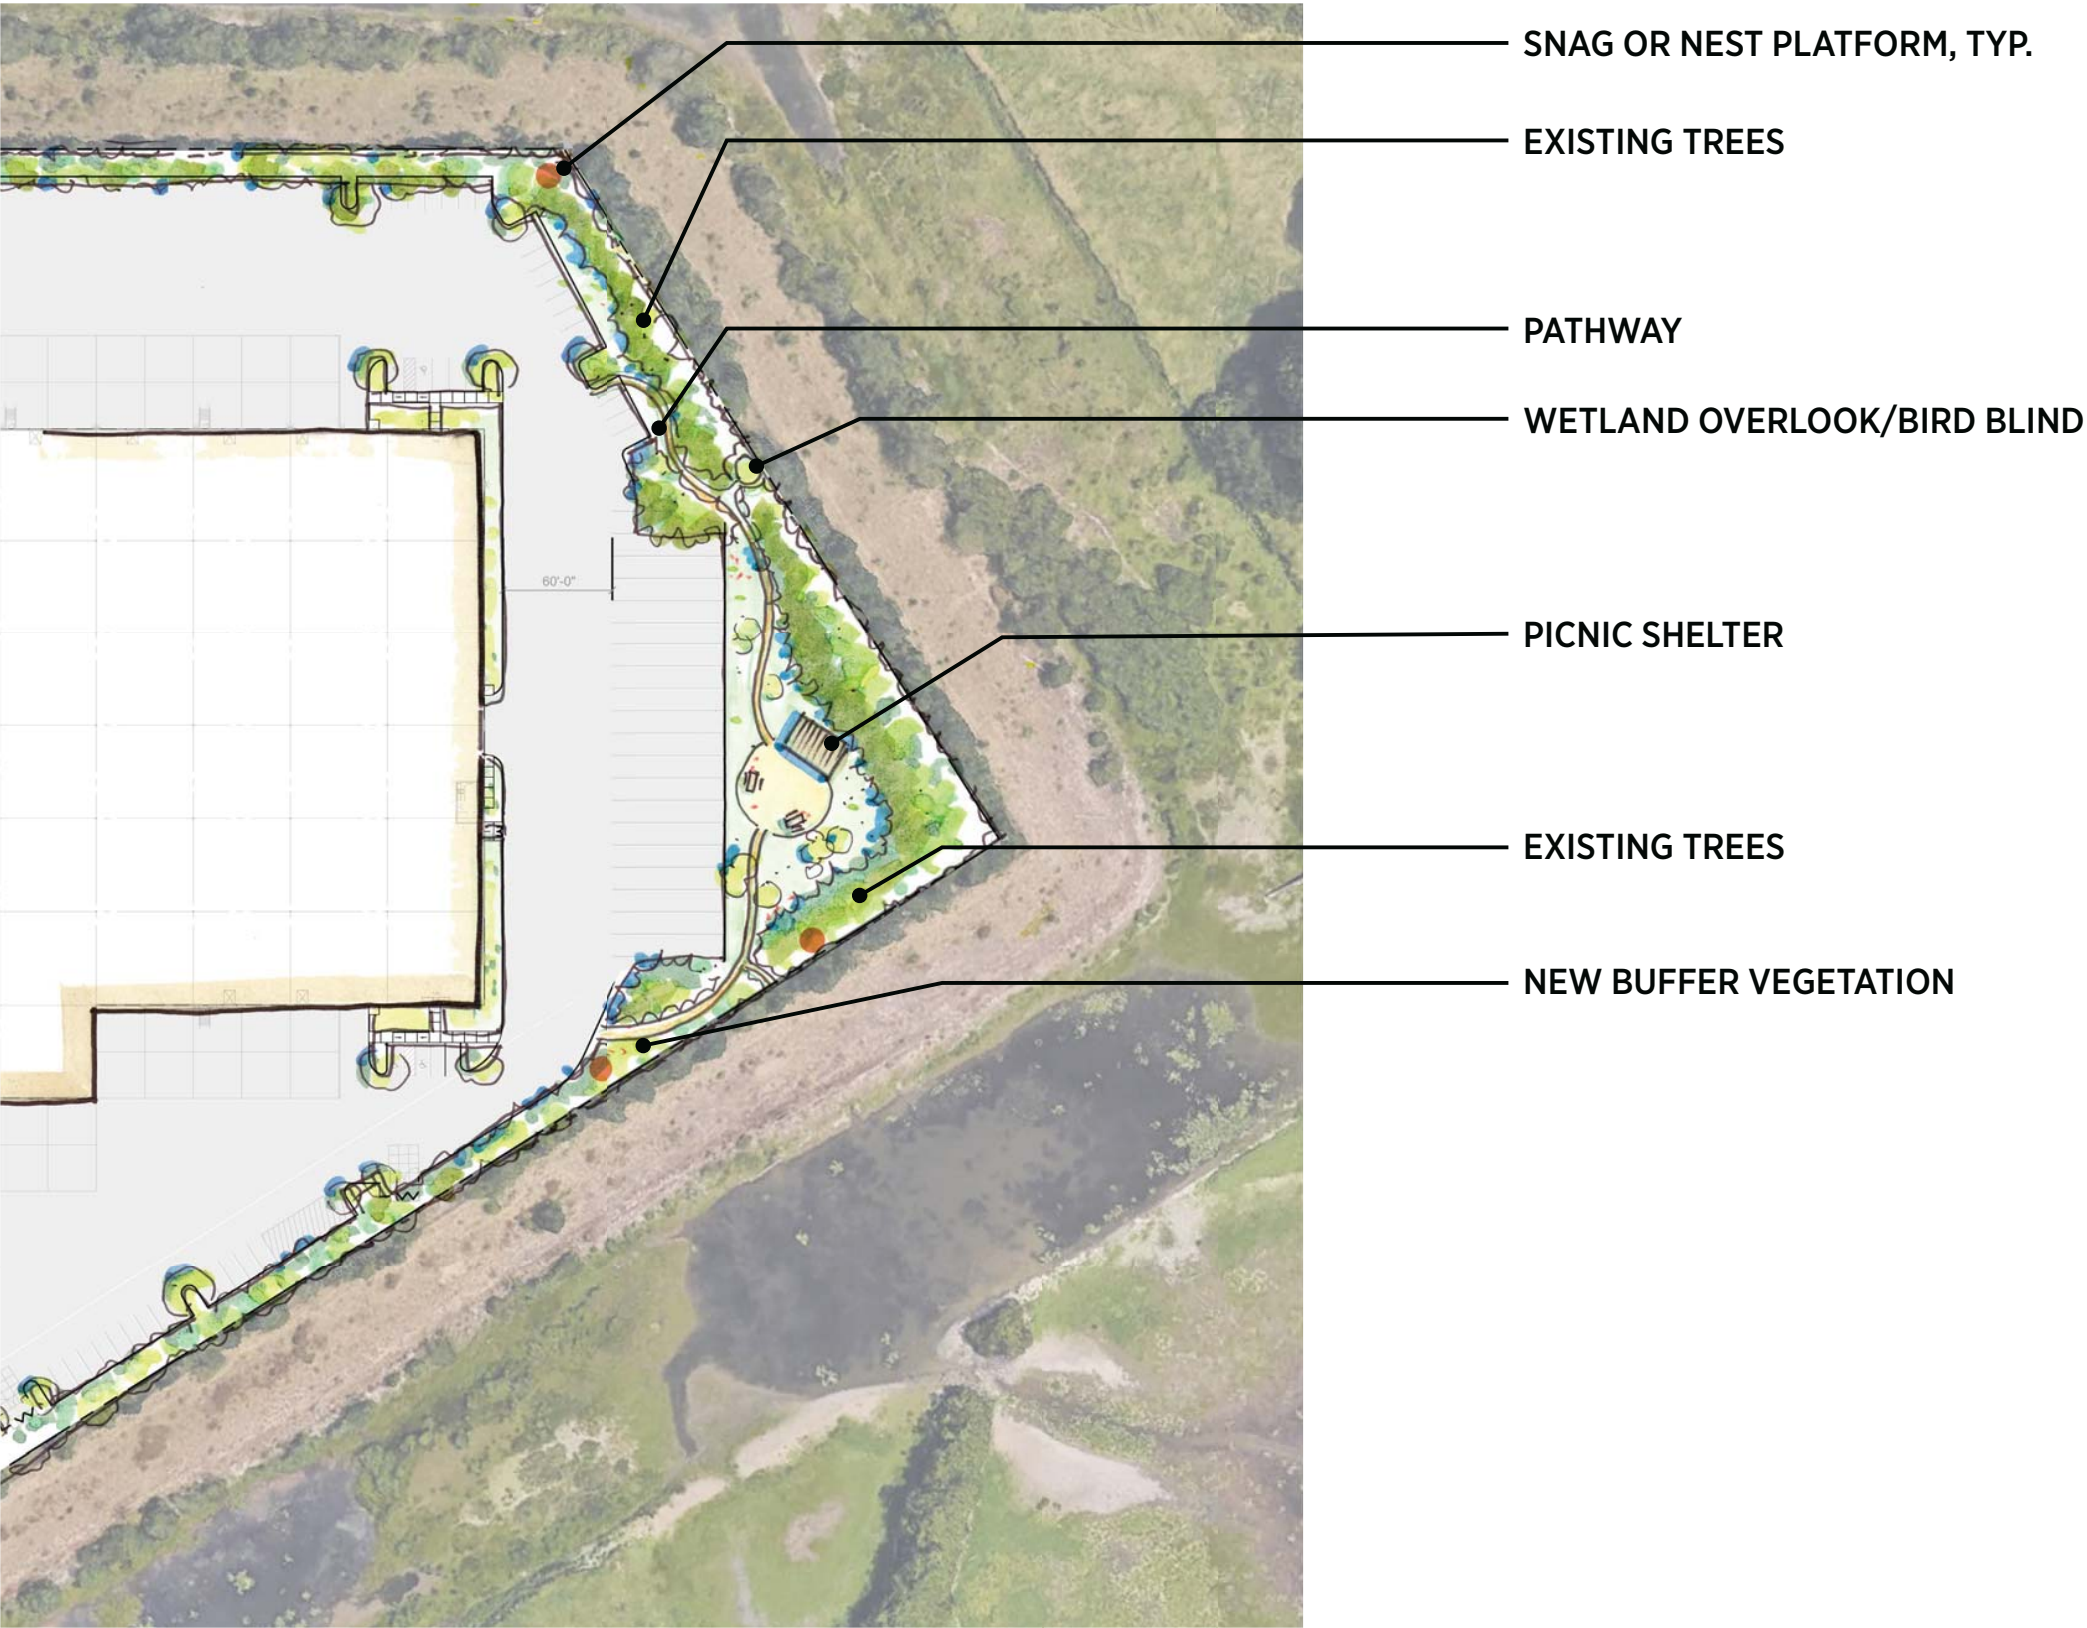 SNAG OR NEST PLATFORM, TYP.
EXISTING TREES
PATHWAY
WETLAND OVERLOOK/BIRD BLIND
60'-0"
PICNIC SHELTER
EXISTING TREES
NEW BUFFER VEGETATION